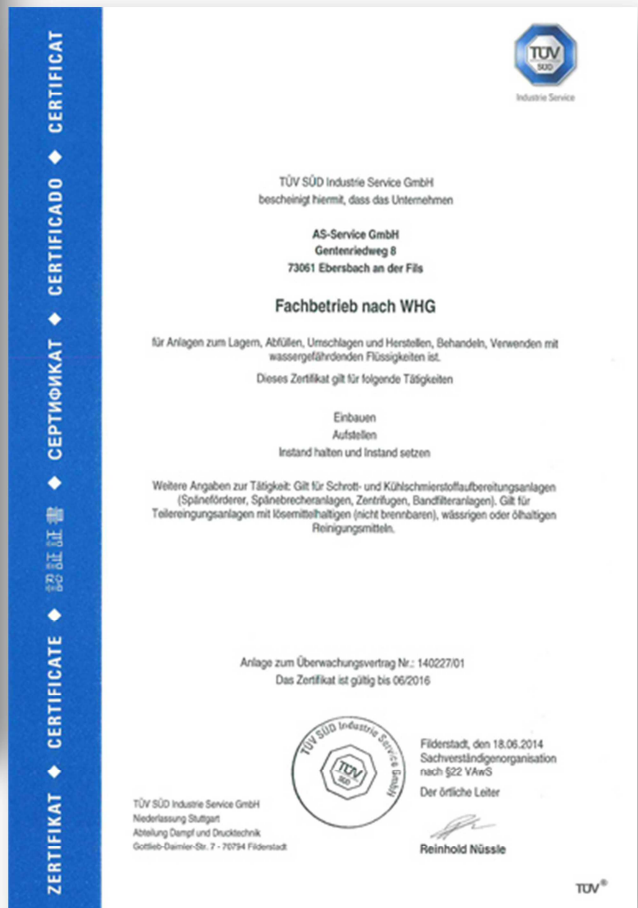 TÜV
SÜD
Industrie Service
TÜV SÜD Industrie Service GmbH
bescheinigt hiermit, dass das Unternehmen
AS-Service GmbH
Gentenriedweg 8
73061 Ebersbach an der Fils
Fachbetrieb nach WHG
für Anlagen zum Lagern, Abfüllen, Umschlagen und Herstellen, Behandeln, Verwenden mit
wassergefährdenden Flüssigkeiten ist.
Dieses Zertifikat gilt für folgende Tätigkeiten
Einbauen
Aufstellen
Instand halten und Instand setzen
Weitere Angaben zur Tätigkeit: Gilt für Schrott- und Kühlschmierstoffaufbereitungsanlagen
(Späneförderer, Spänebrecheranlagen, Zentrifugen, Bandfilteranlagen). Gilt für
Teilereingungsanlagen mit lösemittelhaltigen (nicht brennbaren), wässrigen oder ölhaltigen
Reinigungsmitteln.
Anlage zum Überwachungsvertrag Nr.: 140227/01
Das Zertifikat ist gültig bis 06/2016
TÜV SÜD Industrie Service GmbH
TÜV
SÜD
Filderstadt, den 18.06.2014
Sachverständigenorganisation
nach §22 VAwS
Der örtliche Leiter
Reinhold Nüssle
TÜV SÜD Industrie Service GmbH
Niederlassung Stuttgart
Abteilung Dampf und Drucktechnik
Gottlieb-Daimler-Str. 7 - 70794 Filderstadt
TÜV®
ZERTIFIKAT ◆ CERTIFICATE ◆ 認証証書 ◆ СЕРТИФИКАТ ◆ CERTIFICADO ◆ CERTIFICAT